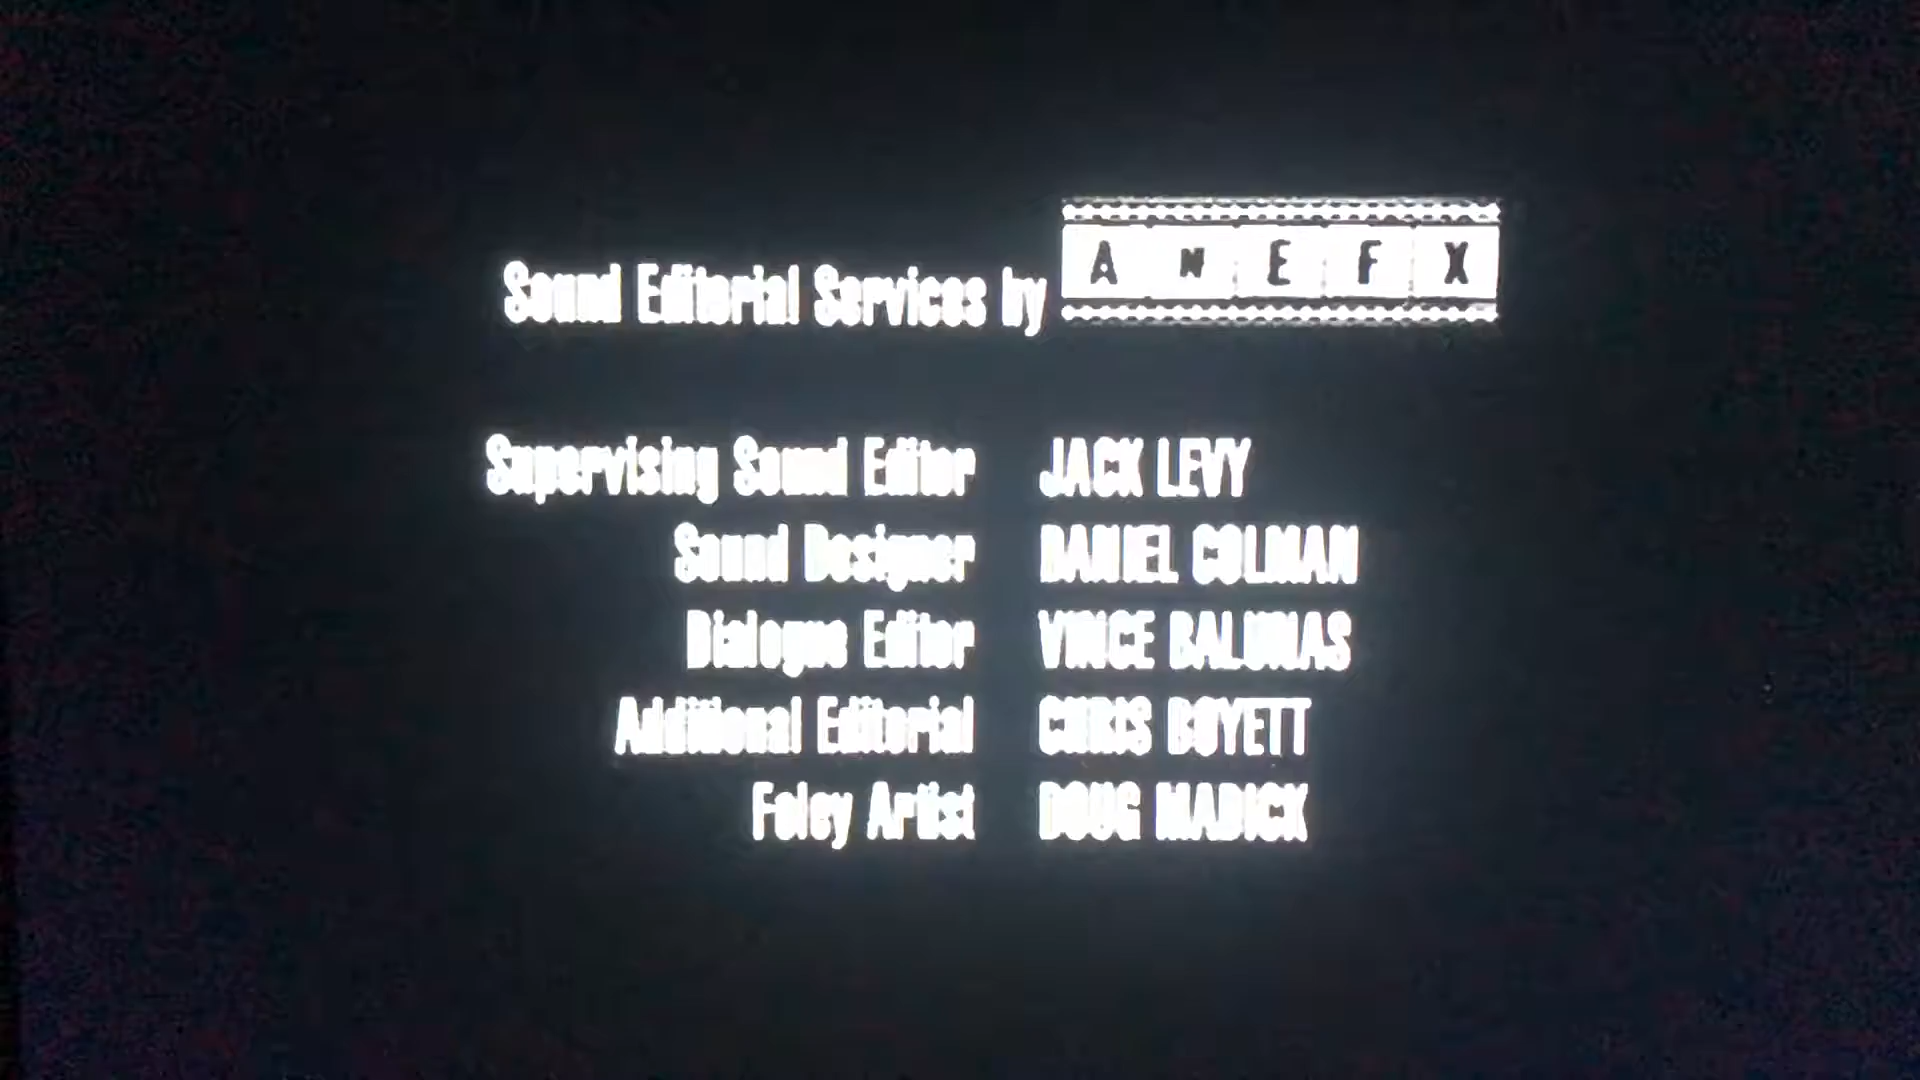 Sound Editorial Services by A N E F X
Supervising Sound Editor JACK LEVY
Sound Designer DANIEL COLMAN
Dialogue Editor VINCE BALUNAS
Additional Editorial CHRIS BOYETT
Foley Artist DOUG MADICK